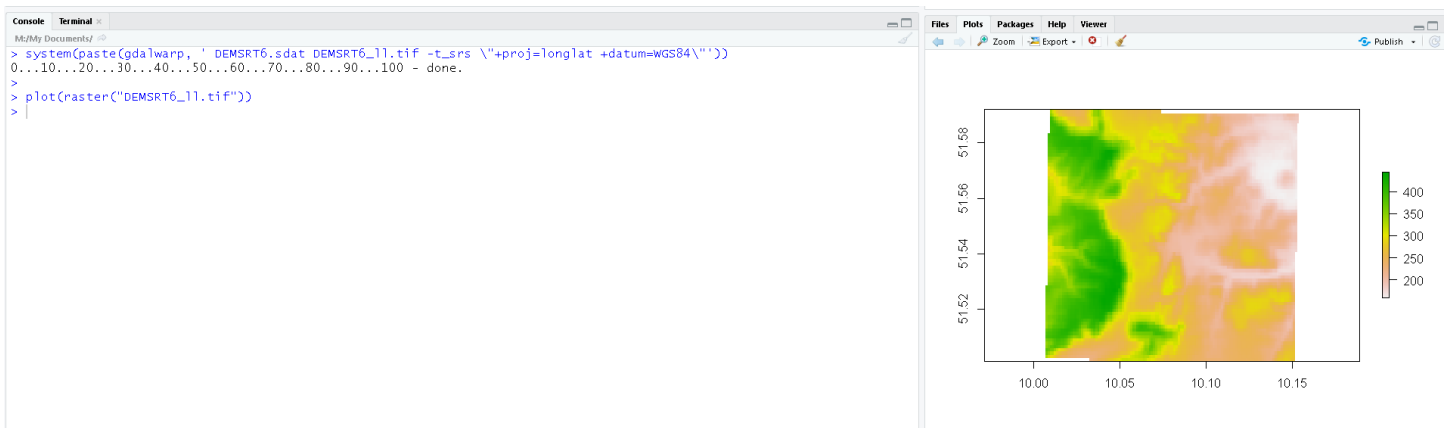 Console Terminal ×
M:/My Documents/
> system(paste(gdalwarp, ' DEMSRT6.sdat DEMSRT6_ll.tif -t_srs \"+proj=longlat +datum=WGS84\"'))
0...10...20...30...40...50...60...70...80...90...100 - done.
>
> plot(raster("DEMSRT6_ll.tif"))
>
Files Plots Packages Help Viewer
Zoom Export Publish
51.58
51.56
51.54
51.52
10.00 10.05 10.10 10.15
400
350
300
250
200